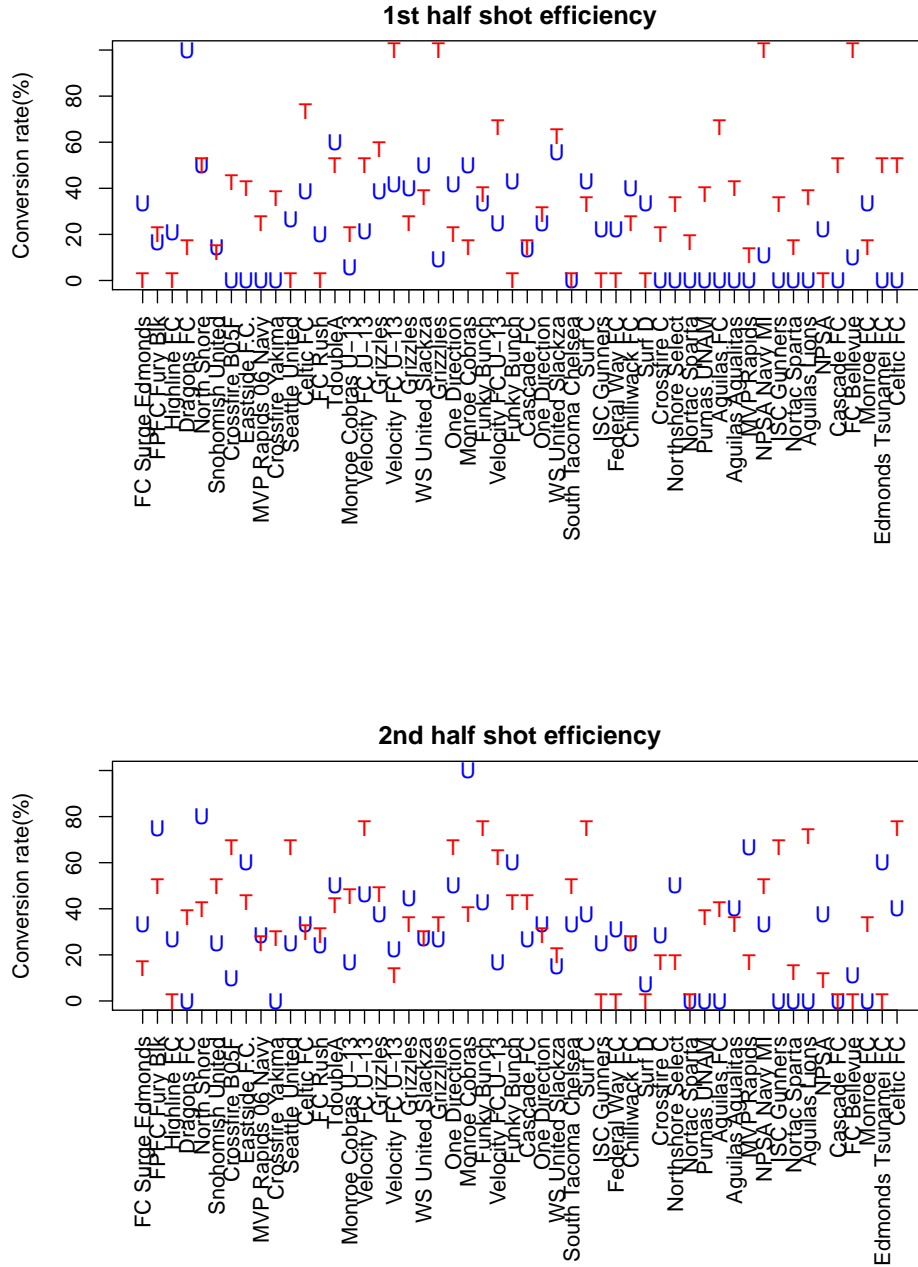 1st half shot efficiency
Conversion rate(%)
0 20 40 60 80
FC Surge Edmonds
FPFC Fury Blk
Highline FC
Dragons FC
North Shore
Snohomish United
Crossfire B05F
Eastside F.C.
MVP Rapids 06 Navy
Crossfire Yakima
Seattle United
Celtic FC
FC Rush
TdoubleA
Monroe Cobras U−13
Velocity FC U−13
Grizzles
Velocity FC U−13
Grizzles
WS United Slackza
Grizzlies
One Direction
Monroe Cobras
Funky Bunch
Velocity FC U−13
Funky Bunch
Cascade FC
One Direction
WS United Slackza
South Tacoma Chelsea
Surf C
ISC Gunners
Federal Way FC
Chilliwack FC
Surf D
Crossfire C
Northshore Select
Nortac Sparta
Pumas UNAM
Aguilas FC
Aguilas Aqualitas
MVP Rapids
NPSA Navy MI
ISC Gunners
Nortac Sparta
Aguilas Lions
NPSA
Cascade FC
FC Bellevue
Monroe FC
Edmonds Tsunamei
Celtic FC
2nd half shot efficiency
Conversion rate(%)
0 20 40 60 80
FC Surge Edmonds
FPFC Fury Blk
Highline FC
Dragons FC
North Shore
Snohomish United
Crossfire B05F
Eastside F.C.
MVP Rapids 06 Navy
Crossfire Yakima
Seattle United
Celtic FC
FC Rush
TdoubleA
Monroe Cobras U−13
Velocity FC U−13
Grizzles
Velocity FC U−13
Grizzles
WS United Slackza
Grizzlies
One Direction
Monroe Cobras
Funky Bunch
Velocity FC U−13
Funky Bunch
Cascade FC
One Direction
WS United Slackza
South Tacoma Chelsea
Surf C
ISC Gunners
Federal Way FC
Chilliwack FC
Surf D
Crossfire C
Northshore Select
Nortac Sparta
Pumas UNAM
Aguilas FC
Aguilas Aqualitas
MVP Rapids
NPSA Navy MI
ISC Gunners
Nortac Sparta
Aguilas Lions
NPSA
Cascade FC
FC Bellevue
Monroe FC
Edmonds Tsunamei
Celtic FC